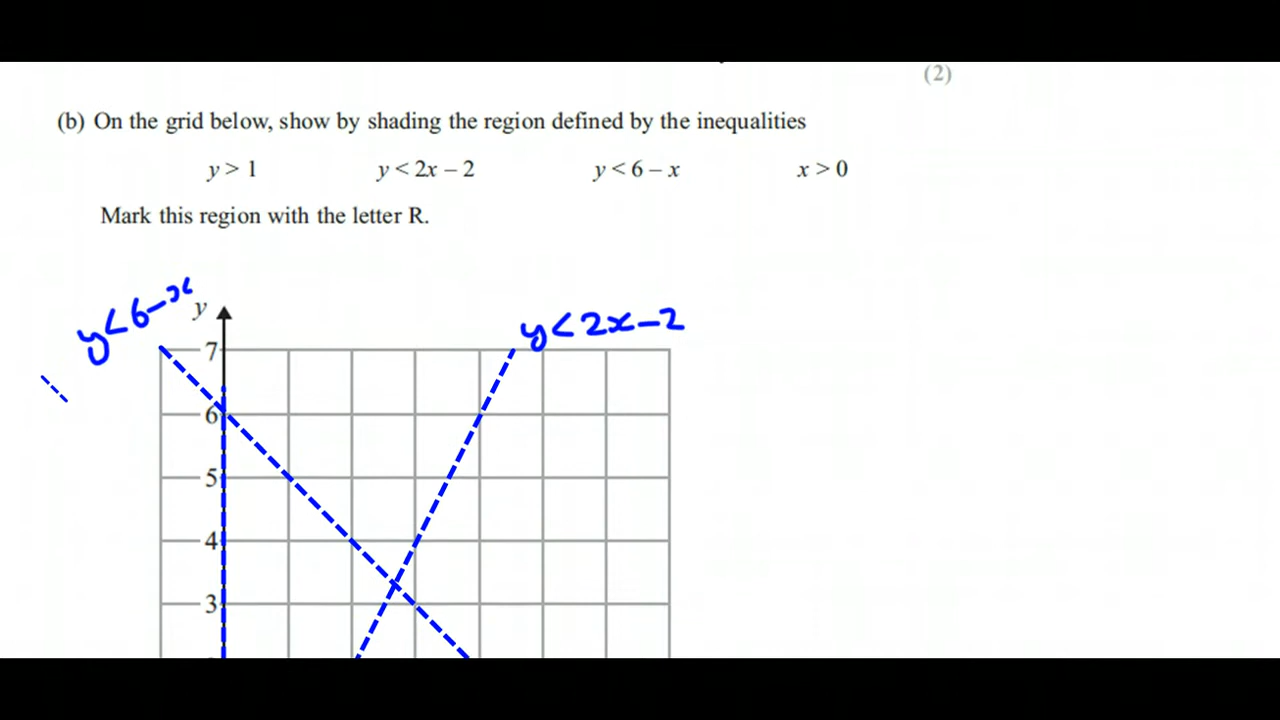 (2)
(b) On the grid below, show by shading the region defined by the inequalities
y > 1 y < 2x – 2 y < 6 – x x > 0
Mark this region with the letter R.
y<6-x y y<2x-2
7
6
5
4
3